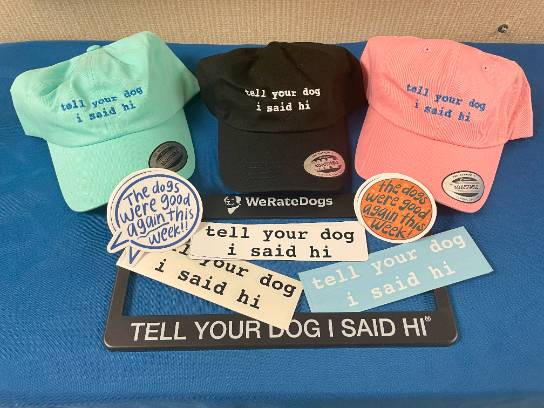 tell your dog
i said hi
tell your dog
i said hi
tell your dog
i said hi
The dogs
were good
again this
week!!
WeRateDogs
the dogs
were good
again this
week!
tell your dog
i said hi
your dog
i said hi
tell your dog
i said hi
TELL YOUR DOG I SAID HI®